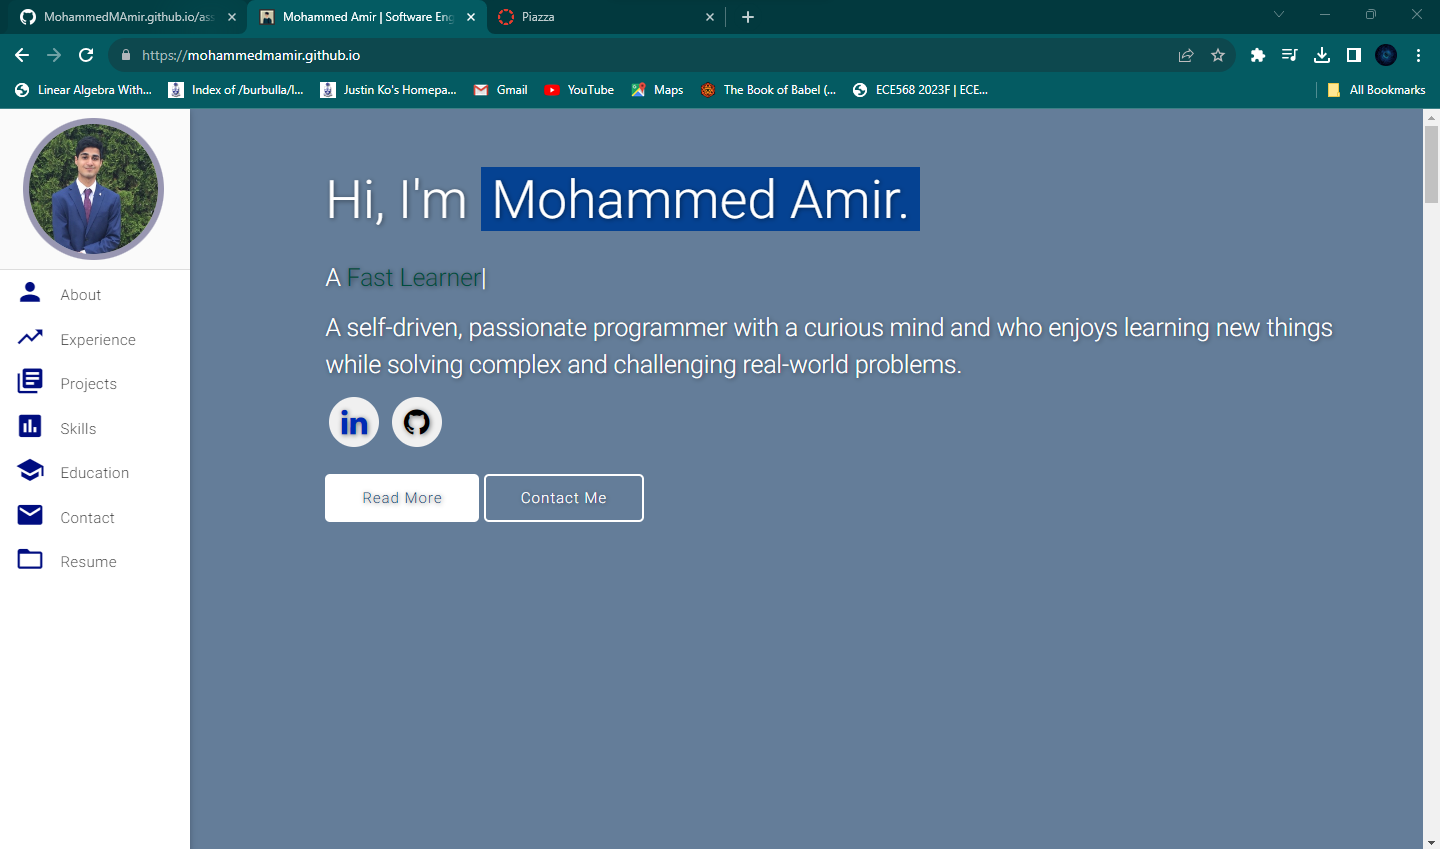 MohammedMAmir.github.io/ass
Mohammed Amir | Software Eng
Piazza
https://mohammedmamir.github.io
Linear Algebra With...
Index of /burbulla/l...
Justin Ko's Homepa...
Gmail
YouTube
Maps
The Book of Babel (...
ECE568 2023F | ECE...
All Bookmarks
About
Experience
Projects
Skills
Education
Contact
Resume
Hi, I'm Mohammed Amir.
A Fast Learner|
A self-driven, passionate programmer with a curious mind and who enjoys learning new things
while solving complex and challenging real-world problems.
in
Read More
Contact Me